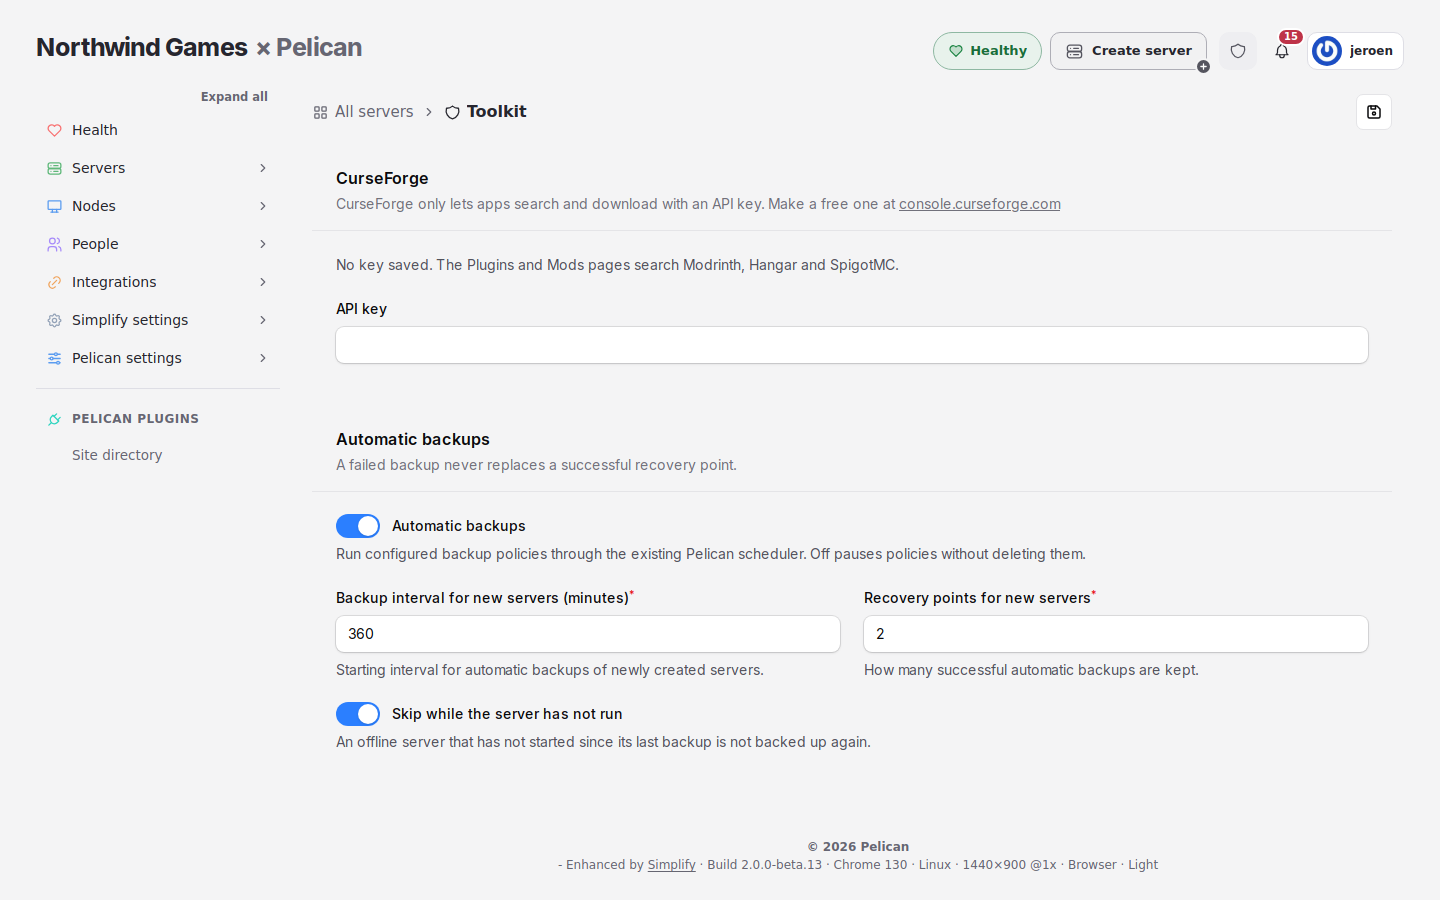 Northwind Games × Pelican
Healthy
Create server
15
jeroen
Expand all
Health
Servers
Nodes
People
Integrations
Simplify settings
Pelican settings
PELICAN PLUGINS
Site directory
All servers
Toolkit
CurseForge
CurseForge only lets apps search and download with an API key. Make a free one at console.curseforge.com
No key saved. The Plugins and Mods pages search Modrinth, Hangar and SpigotMC.
API key
Automatic backups
A failed backup never replaces a successful recovery point.
Automatic backups
Run configured backup policies through the existing Pelican scheduler. Off pauses policies without deleting them.
Backup interval for new servers (minutes)*
360
Starting interval for automatic backups of newly created servers.
Recovery points for new servers*
2
How many successful automatic backups are kept.
Skip while the server has not run
An offline server that has not started since its last backup is not backed up again.
© 2026 Pelican
- Enhanced by Simplify · Build 2.0.0-beta.13 · Chrome 130 · Linux · 1440×900 @1x · Browser · Light